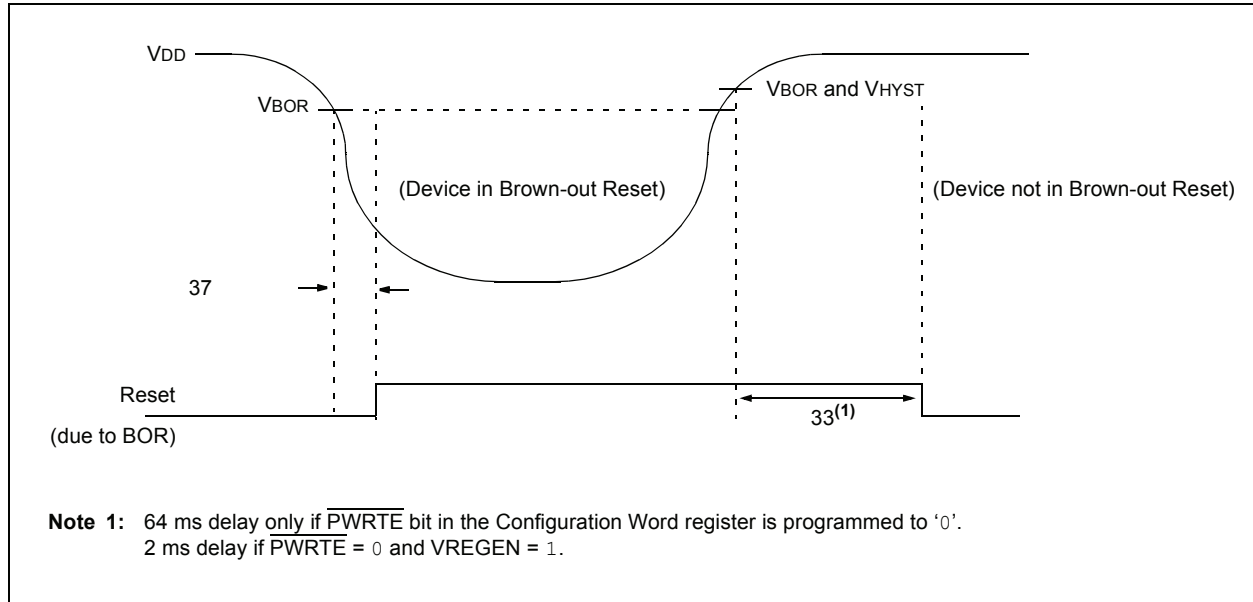 VDD
VBOR
VBOR and VHYST
(Device in Brown-out Reset)
(Device not in Brown-out Reset)
37
Reset
(due to BOR)
33(1)
Note 1: 64 ms delay only if PWRTE bit in the Configuration Word register is programmed to ‘0’.
2 ms delay if PWRTE = 0 and VREGEN = 1.